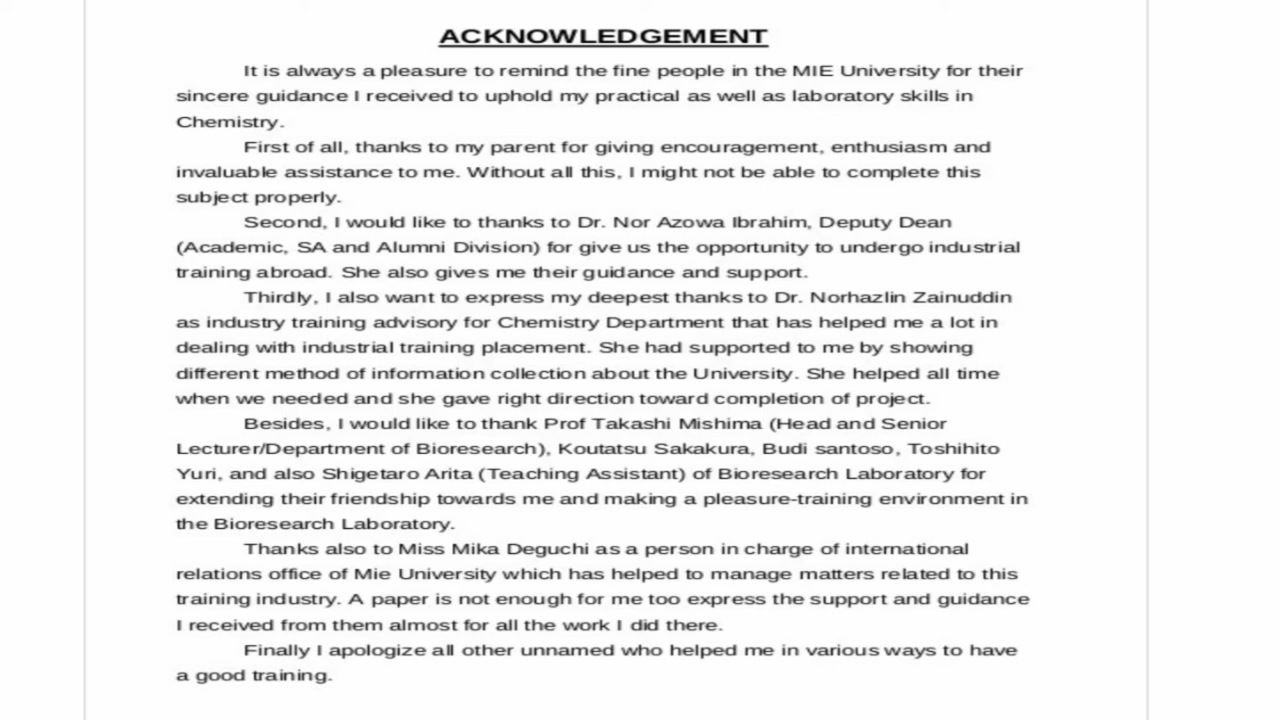 ACKNOWLEDGEMENT
It is always a pleasure to remind the fine people in the MIE University for their
sincere guidance I received to uphold my practical as well as laboratory skills in
Chemistry.
First of all, thanks to my parent for giving encouragement, enthusiasm and
invaluable assistance to me. Without all this, I might not be able to complete this
subject properly.
Second, I would like to thanks to Dr. Nor Azowa Ibrahim, Deputy Dean
(Academic, SA and Alumni Division) for give us the opportunity to undergo industrial
training abroad. She also gives me their guidance and support.
Thirdly, I also want to express my deepest thanks to Dr. Norhazlin Zainuddin
as industry training advisory for Chemistry Department that has helped me a lot in
dealing with industrial training placement. She had supported to me by showing
different method of information collection about the University. She helped all time
when we needed and she gave right direction toward completion of project.
Besides, I would like to thank Prof Takashi Mishima (Head and Senior
Lecturer/Department of Bioresearch), Koutatsu Sakakura, Budi santoso, Toshihito
Yuri, and also Shigetaro Arita (Teaching Assistant) of Bioresearch Laboratory for
extending their friendship towards me and making a pleasure-training environment in
the Bioresearch Laboratory.
Thanks also to Miss Mika Deguchi as a person in charge of international
relations office of Mie University which has helped to manage matters related to this
training industry. A paper is not enough for me too express the support and guidance
I received from them almost for all the work I did there.
Finally I apologize all other unnamed who helped me in various ways to have
a good training.